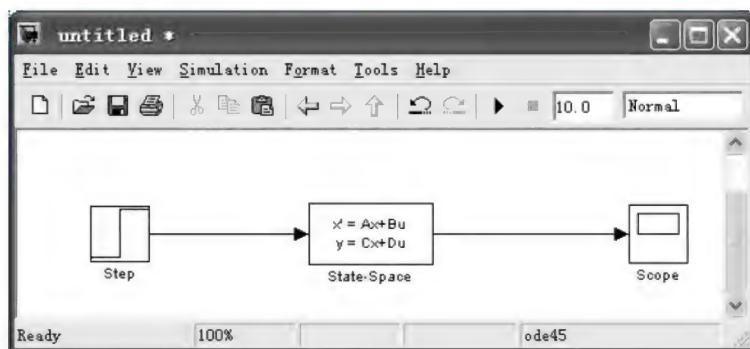 untitled *
File Edit View Simulation Format Tools Help
10.0 Normal
x' = Ax+Bu
y = Cx+Du
Step State-Space Scope
Ready 100% ode45